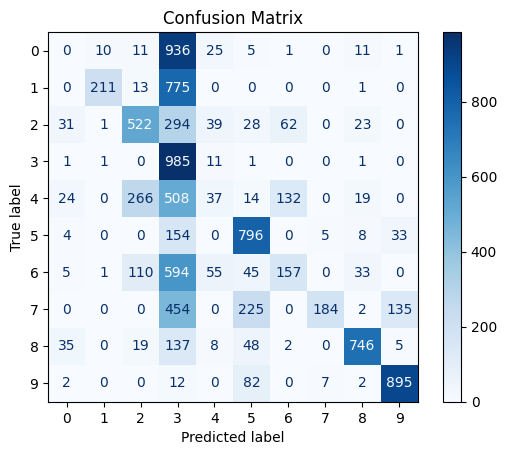 Confusion Matrix
0 0 10 11 936 25 5 1 0 11 1
1 0 211 13 775 0 0 0 0 1 0 800
2 31 1 522 294 39 28 62 0 23 0
3 1 1 0 985 11 1 0 0 1 0
600
4 24 0 266 508 37 14 132 0 19 0
True label
5 4 0 0 154 0 796 0 5 8 33
400
6 5 1 110 594 55 45 157 0 33 0
7 0 0 0 454 0 225 0 184 2 135
200
8 35 0 19 137 8 48 2 0 746 5
9 2 0 0 12 0 82 0 7 2 895
0
0 1 2 3 4 5 6 7 8 9
Predicted label